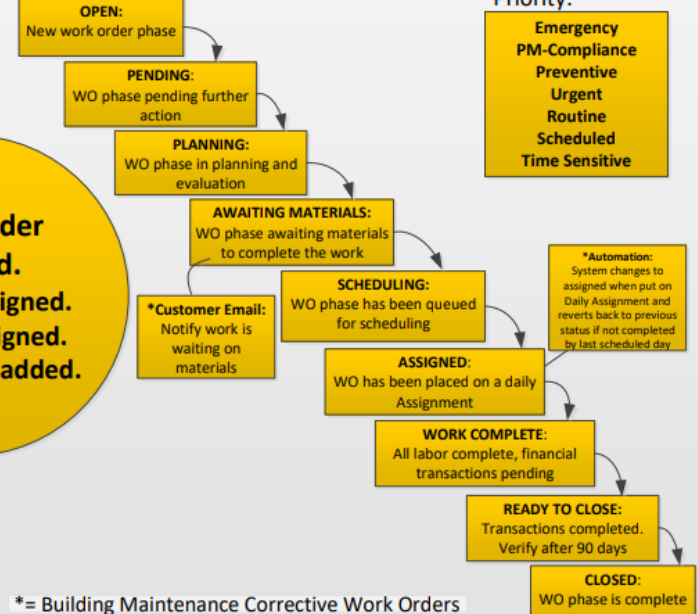 OPEN:
New work order phase
Priority:
Emergency
PM-Compliance
Preventive
Urgent
Routine
Scheduled
Time Sensitive
PENDING:
WO phase pending further
action
PLANNING:
WO phase in planning and
evaluation
AWAITING MATERIALS:
WO phase awaiting materials
to complete the work
*Customer Email:
Notify work is
waiting on
materials
SCHEDULING:
WO phase has been queued
for scheduling
*Automation:
System changes to
assigned when put on
Daily Assignment and
reverts back to previous
status if not completed
by last scheduled day
ASSIGNED:
WO has been placed on a daily
Assignment
WORK COMPLETE:
All labor complete, financial
transactions pending
READY TO CLOSE:
Transactions completed.
Verify after 90 days
CLOSED:
WO phase is complete
der
d.
igned.
igned.
added.
*= Building Maintenance Corrective Work Orders